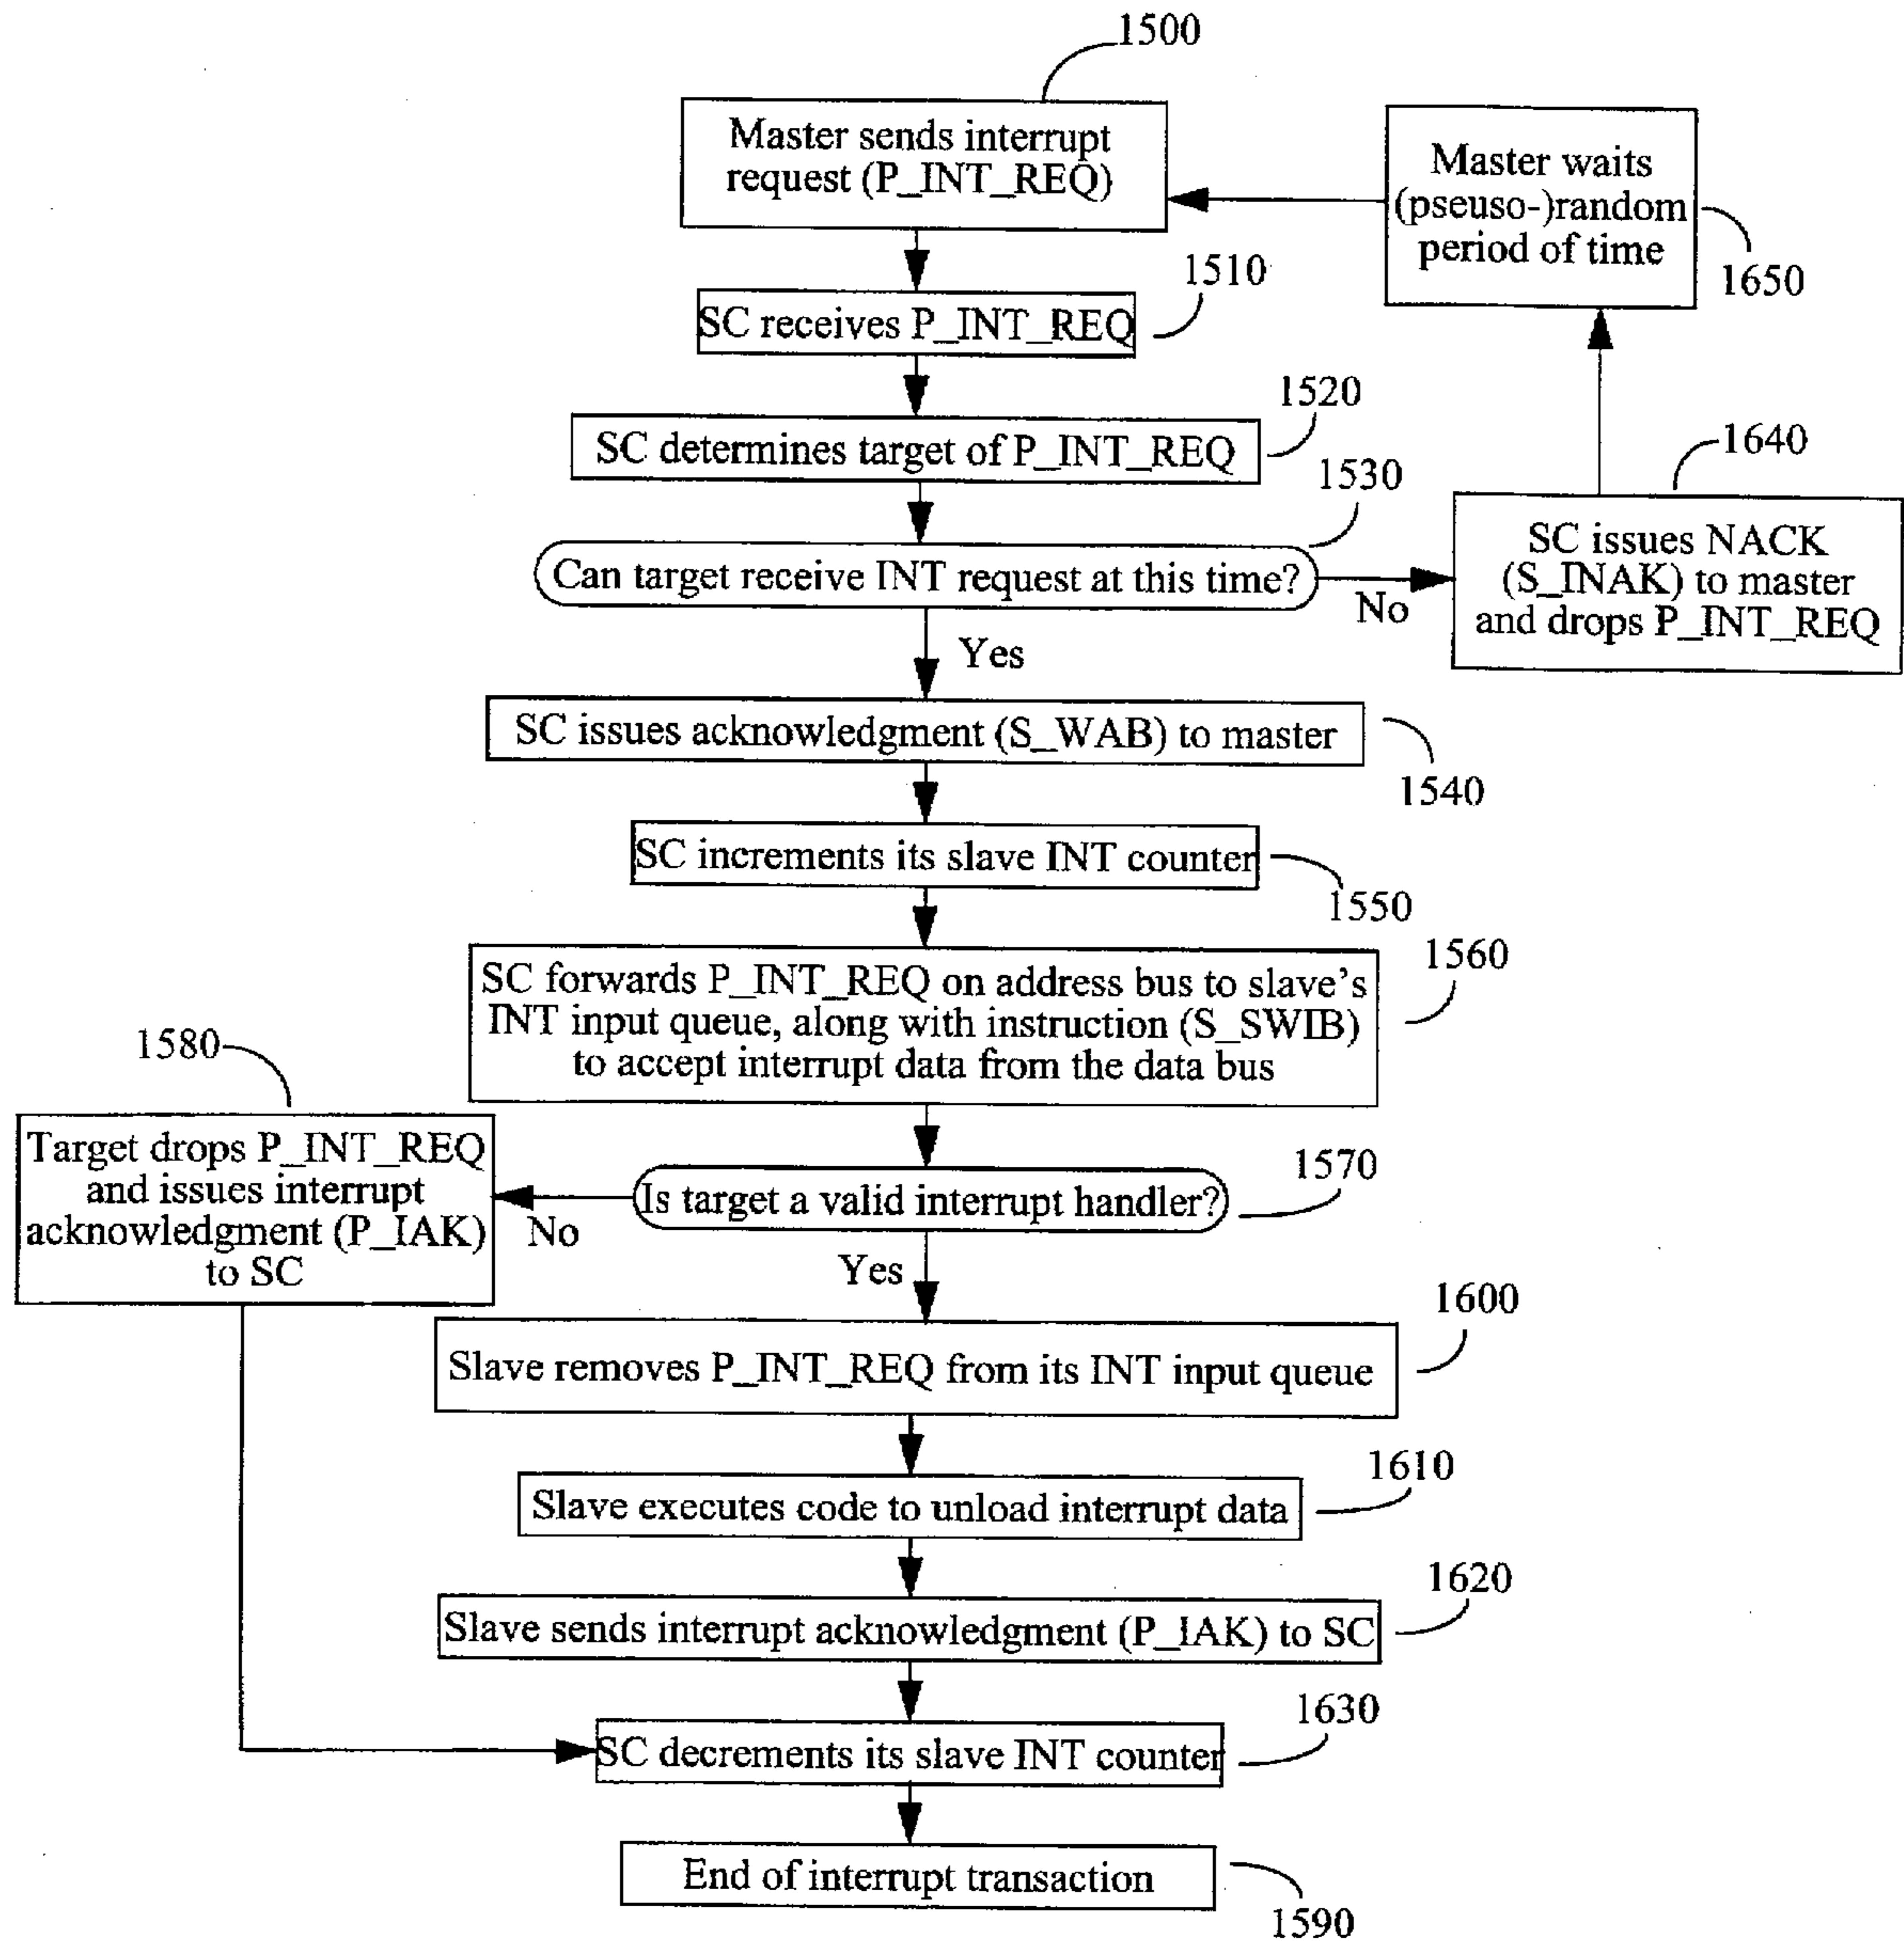 1500
Master sends interrupt
request (P_INT_REQ)
Master waits
(pseuso-)random
period of time
1650
1510
SC receives P_INT_REQ
1520
SC determines target of P_INT_REQ
1530
1640
Can target receive INT request at this time?
No
SC issues NACK
(S_INAK) to master
and drops P_INT_REQ
Yes
SC issues acknowledgment (S_WAB) to master
1540
SC increments its slave INT counter
1550
SC forwards P_INT_REQ on address bus to slave's
INT input queue, along with instruction (S_SWIB)
to accept interrupt data from the data bus
1560
1580
Target drops P_INT_REQ
and issues interrupt
acknowledgment (P_IAK)
to SC
No
Is target a valid interrupt handler?
1570
Yes
1600
Slave removes P_INT_REQ from its INT input queue
1610
Slave executes code to unload interrupt data
1620
Slave sends interrupt acknowledgment (P_IAK) to SC
1630
SC decrements its slave INT counter
End of interrupt transaction
1590